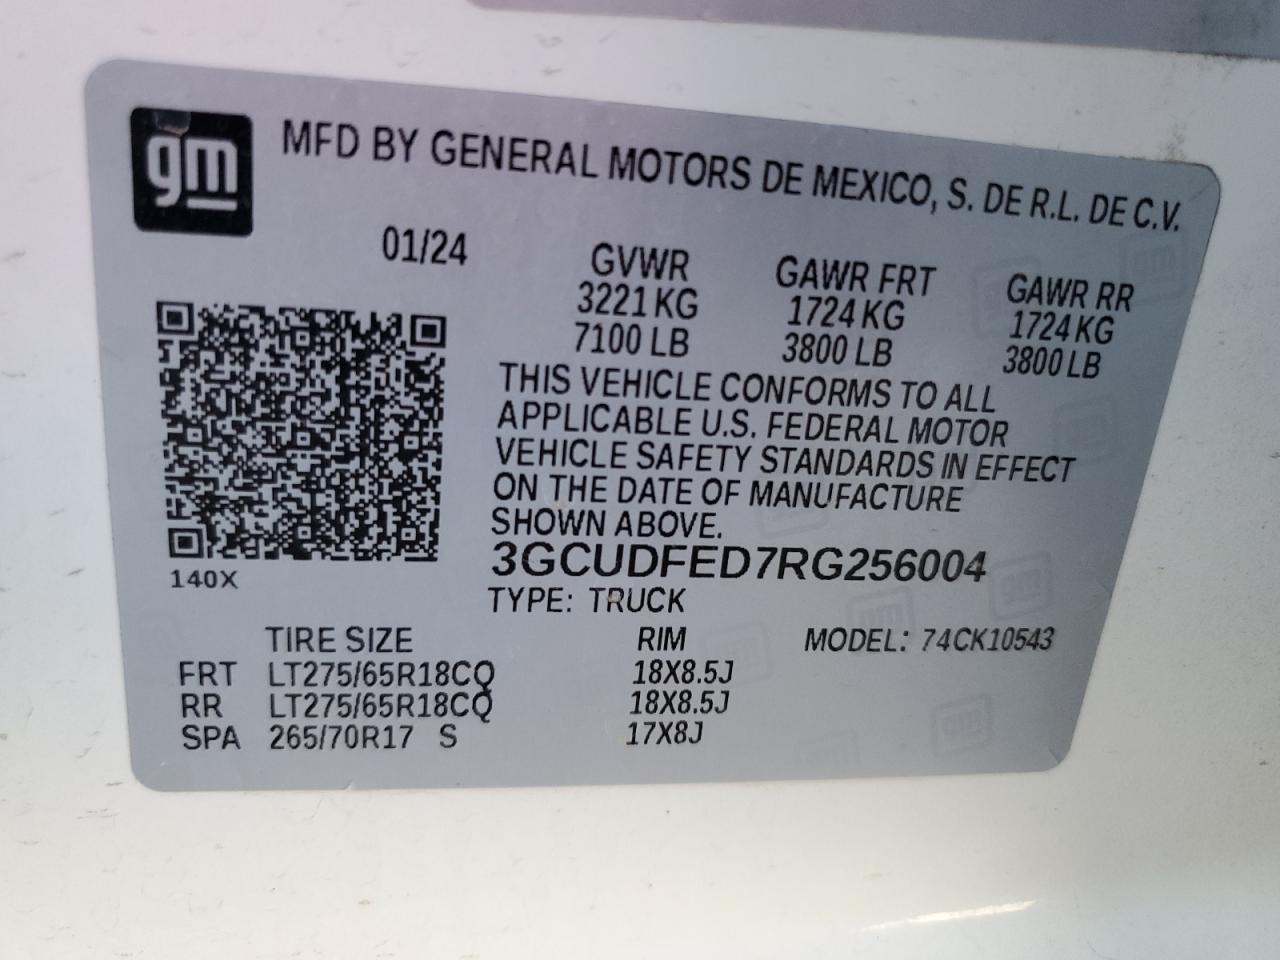 gm
MFD BY GENERAL MOTORS DE MEXICO, S. DE R.L. DE C.V.
01/24 GVWR GAWR FRT GAWR RR
3221 KG 1724 KG 1724 KG
7100 LB 3800 LB 3800 LB
THIS VEHICLE CONFORMS TO ALL
APPLICABLE U.S. FEDERAL MOTOR
VEHICLE SAFETY STANDARDS IN EFFECT
ON THE DATE OF MANUFACTURE
SHOWN ABOVE.
3GCUDFED7RG256004
140X
TYPE: TRUCK
TIRE SIZE RIM MODEL: 74CK10543
FRT LT275/65R18CQ 18X8.5J
RR LT275/65R18CQ 18X8.5J
SPA 265/70R17 S 17X8J